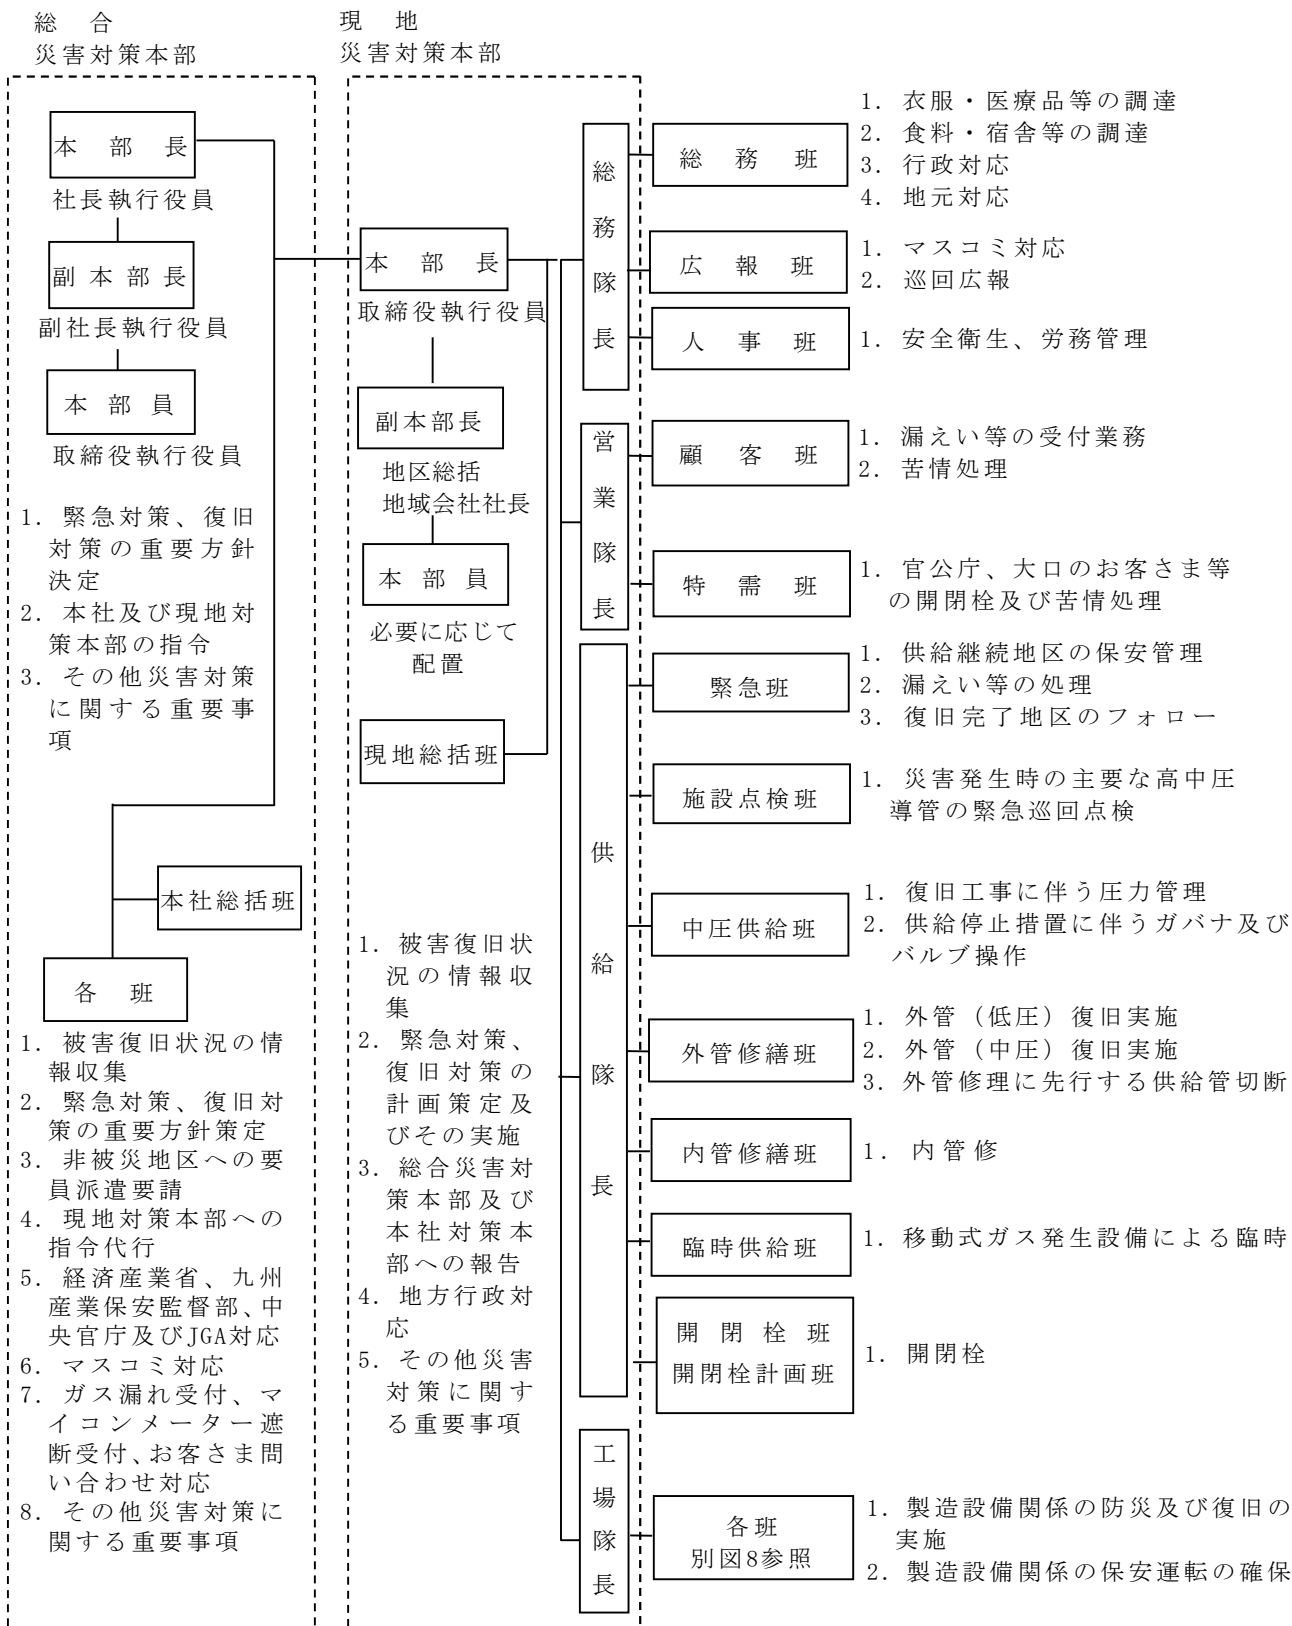 総 合
災害対策本部
本 部 長
社長執行役員
副本部長
副社長執行役員
本 部 員
取締役執行役員
1. 緊急対策、復旧
対策の重要方針
決定
2. 本社及び現地対
策本部の指令
3. その他災害対策
に関する重要事
項
本社総括班
各 班
1. 被害復旧状況の情
報収集
2. 緊急対策、復旧対
策の重要方針策定
3. 非被災地区への要
員派遣要請
4. 現地対策本部への
指令代行
5. 経済産業省、九州
産業保安監督部、中
央官庁及びJGA対応
6. マスコミ対応
7. ガス漏れ受付、マ
イコンメーター遮
断受付、お客さま問
い合わせ対応
8. その他災害対策に
関する重要事項
現 地
災害対策本部
本 部 長
取締役執行役員
副本部長
地区総括
地域会社社長
本 部 員
必要に応じて
配置
現地総括班
1. 被害復旧状
況の情報収
集
2. 緊急対策、
復旧対策の
計画策定及
びその実施
3. 総合災害対
策本部及び
本社対策本
部への報告
4. 地方行政対
応
5. その他災害
対策に関す
る重要事項
総務隊長
総 務 班
1. 衣服・医療品等の調達
2. 食料・宿舎等の調達
3. 行政対応
4. 地元対応
広 報 班
1. マスコミ対応
2. 巡回広報
人 事 班
1. 安全衛生、労務管理
営業隊長
顧 客 班
1. 漏えい等の受付業務
2. 苦情処理
特 需 班
1. 官公庁、大口のお客さま等
の開閉栓及び苦情処理
供給隊長
緊急班
1. 供給継続地区の保安管理
2. 漏えい等の処理
3. 復旧完了地区のフォロー
施設点検班
1. 災害発生時の主要な高中圧
導管の緊急巡回点検
中圧供給班
1. 復旧工事に伴う圧力管理
2. 供給停止措置に伴うガバナ及び
バルブ操作
外管修繕班
1. 外管（低圧）復旧実施
2. 外管（中圧）復旧実施
3. 外管修理に先行する供給管切断
内管修繕班
1. 内管修
臨時供給班
1. 移動式ガス発生設備による臨時
開 閉 栓 班
開閉栓計画班
1. 開閉栓
工場隊長
各班
別図8参照
1. 製造設備関係の防災及び復旧の
実施
2. 製造設備関係の保安運転の確保